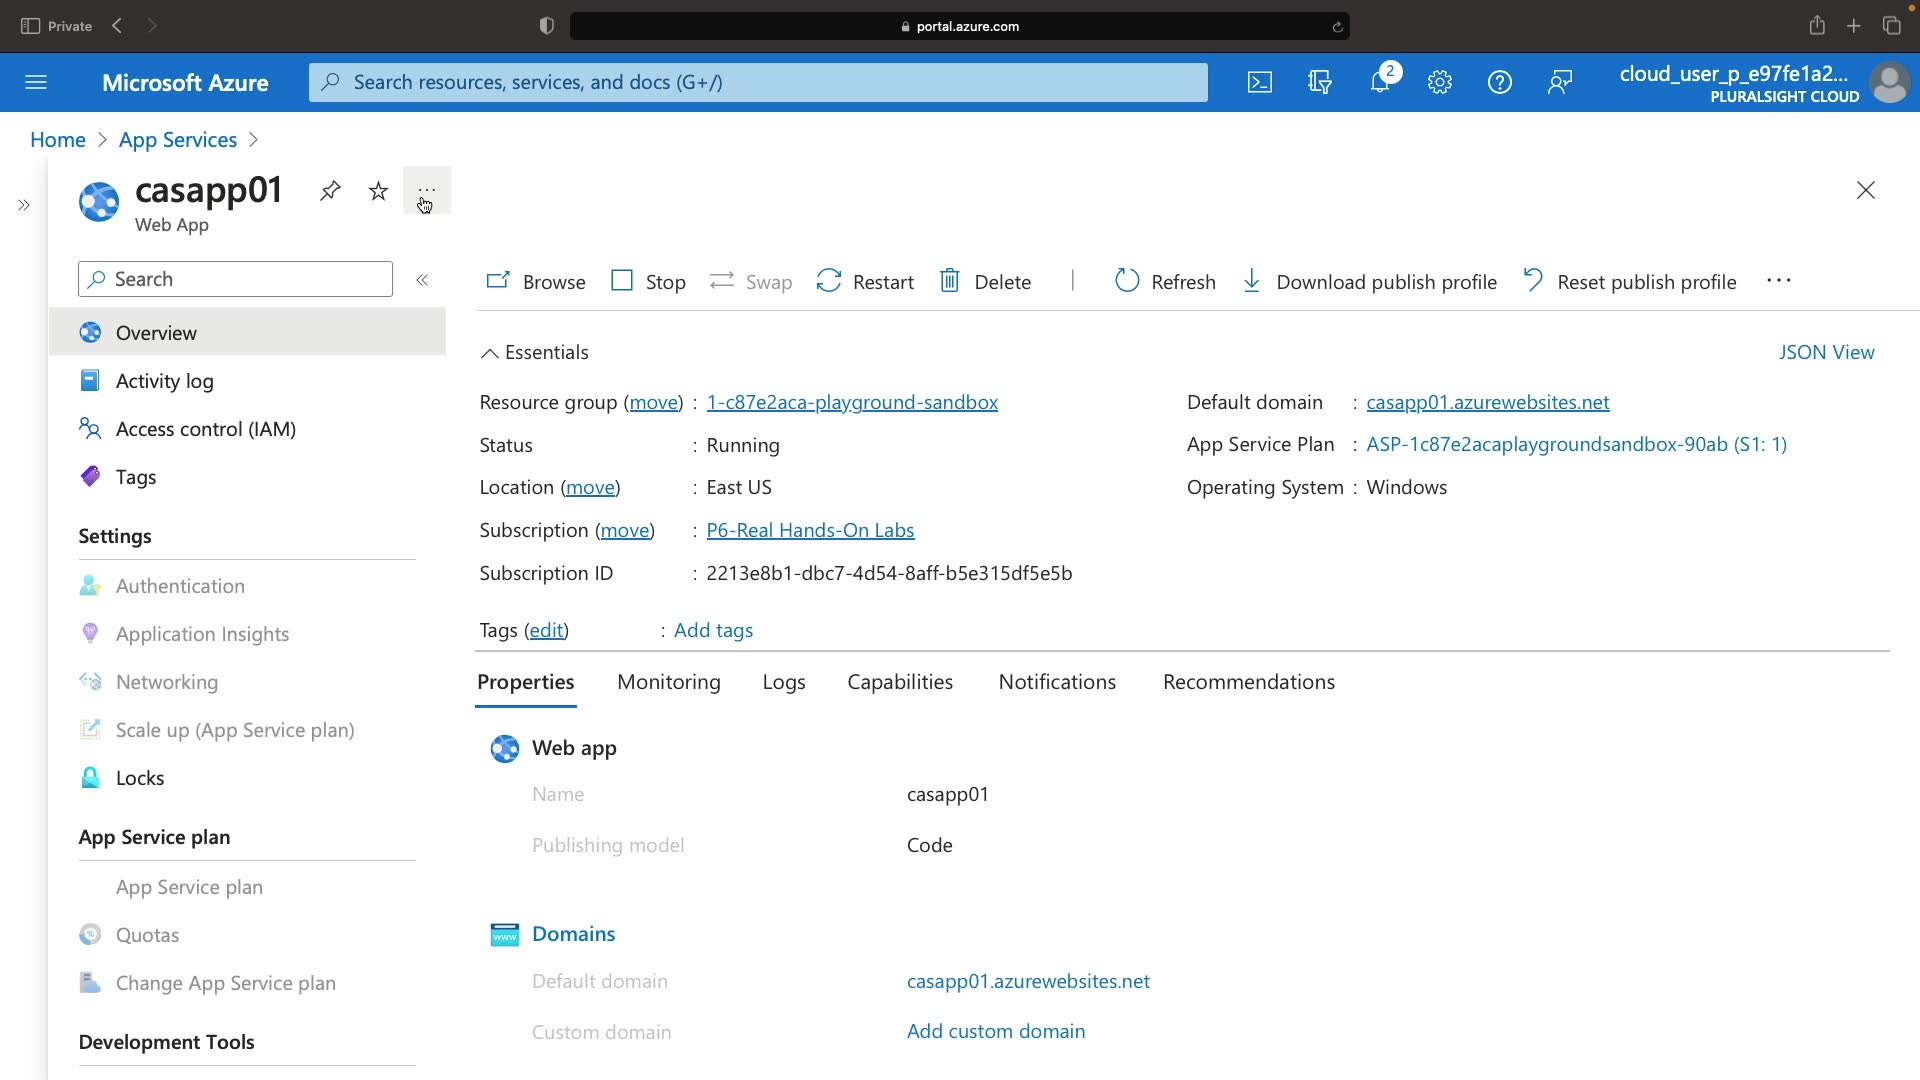 Private
portal.azure.com
Microsoft Azure
Search resources, services, and docs (G+/)
2
cloud_user_p_e97fe1a2...
PLURALSIGHT CLOUD
Home > App Services >
casapp01
Web App
Search
Overview
Activity log
Access control (IAM)
Tags
Settings
Authentication
Application Insights
Networking
Scale up (App Service plan)
Locks
App Service plan
App Service plan
Quotas
Change App Service plan
Development Tools
Browse Stop Swap Restart Delete | Refresh Download publish profile Reset publish profile ...
Essentials
JSON View
Resource group (move) : 1-c87e2aca-playground-sandbox
Status : Running
Location (move) : East US
Subscription (move) : P6-Real Hands-On Labs
Subscription ID : 2213e8b1-dbc7-4d54-8aff-b5e315df5e5b
Default domain : casapp01.azurewebsites.net
App Service Plan : ASP-1c87e2acaplaygroundsandbox-90ab (S1: 1)
Operating System : Windows
Tags (edit) : Add tags
Properties Monitoring Logs Capabilities Notifications Recommendations
Web app
Name casapp01
Publishing model Code
www
Domains
Default domain casapp01.azurewebsites.net
Custom domain Add custom domain